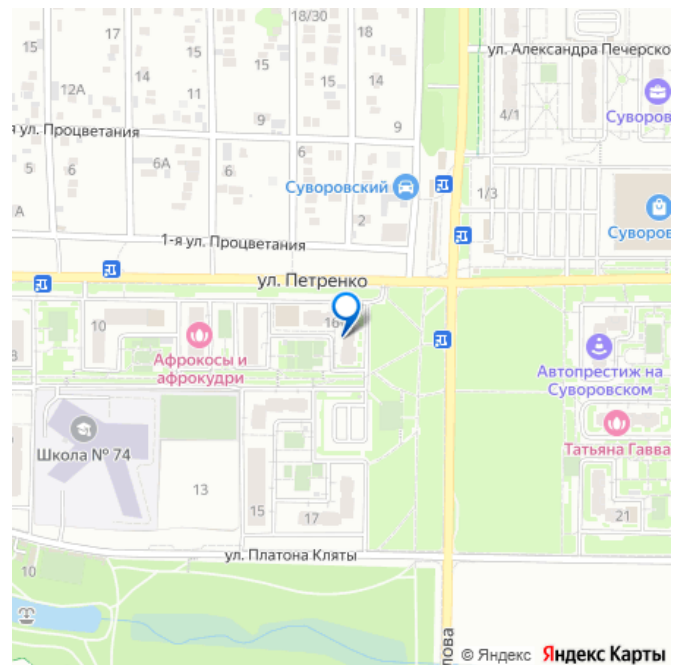 18/30
17
15
14
15
15
18
14
12А
11
9
9
я ул. Процветания
5
6
6А
6
6
А
2
Суворовский
1-я ул. Процветания
ул. Петренко
ул. Александра Печерско
4/1
Суворов
1/3
Суворов
10
8
16
Афрокосы и
афрокудри
Автопрестиж на
Суворовском
Татьяна Гавва
21
Школа № 74
13
15
17
ул. Платона Кляты
10
лова
© Яндекс Яндекс Карты